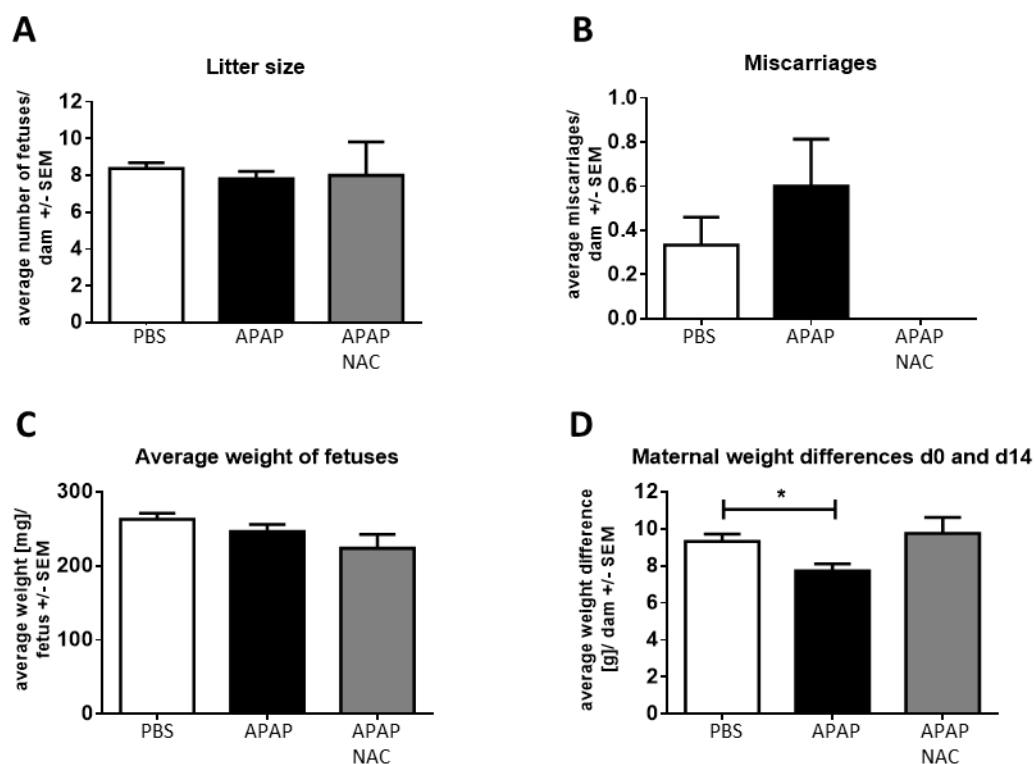 A
Litter size
average number of fetuses/
dam +/- SEM
12
10
8
6
4
2
0
PBS
APAP
APAP
NAC
B
Miscarriages
average miscarriages/
dam +/- SEM
1.0
0.8
0.6
0.4
0.2
0.0
PBS
APAP
APAP
NAC
C
Average weight of fetuses
average weight [mg]/
fetus +/- SEM
300
200
100
0
PBS
APAP
APAP
NAC
D
Maternal weight differences d0 and d14
average weight difference
[g]/ dam +/- SEM
12
10
8
6
4
2
0
*
PBS
APAP
APAP
NAC